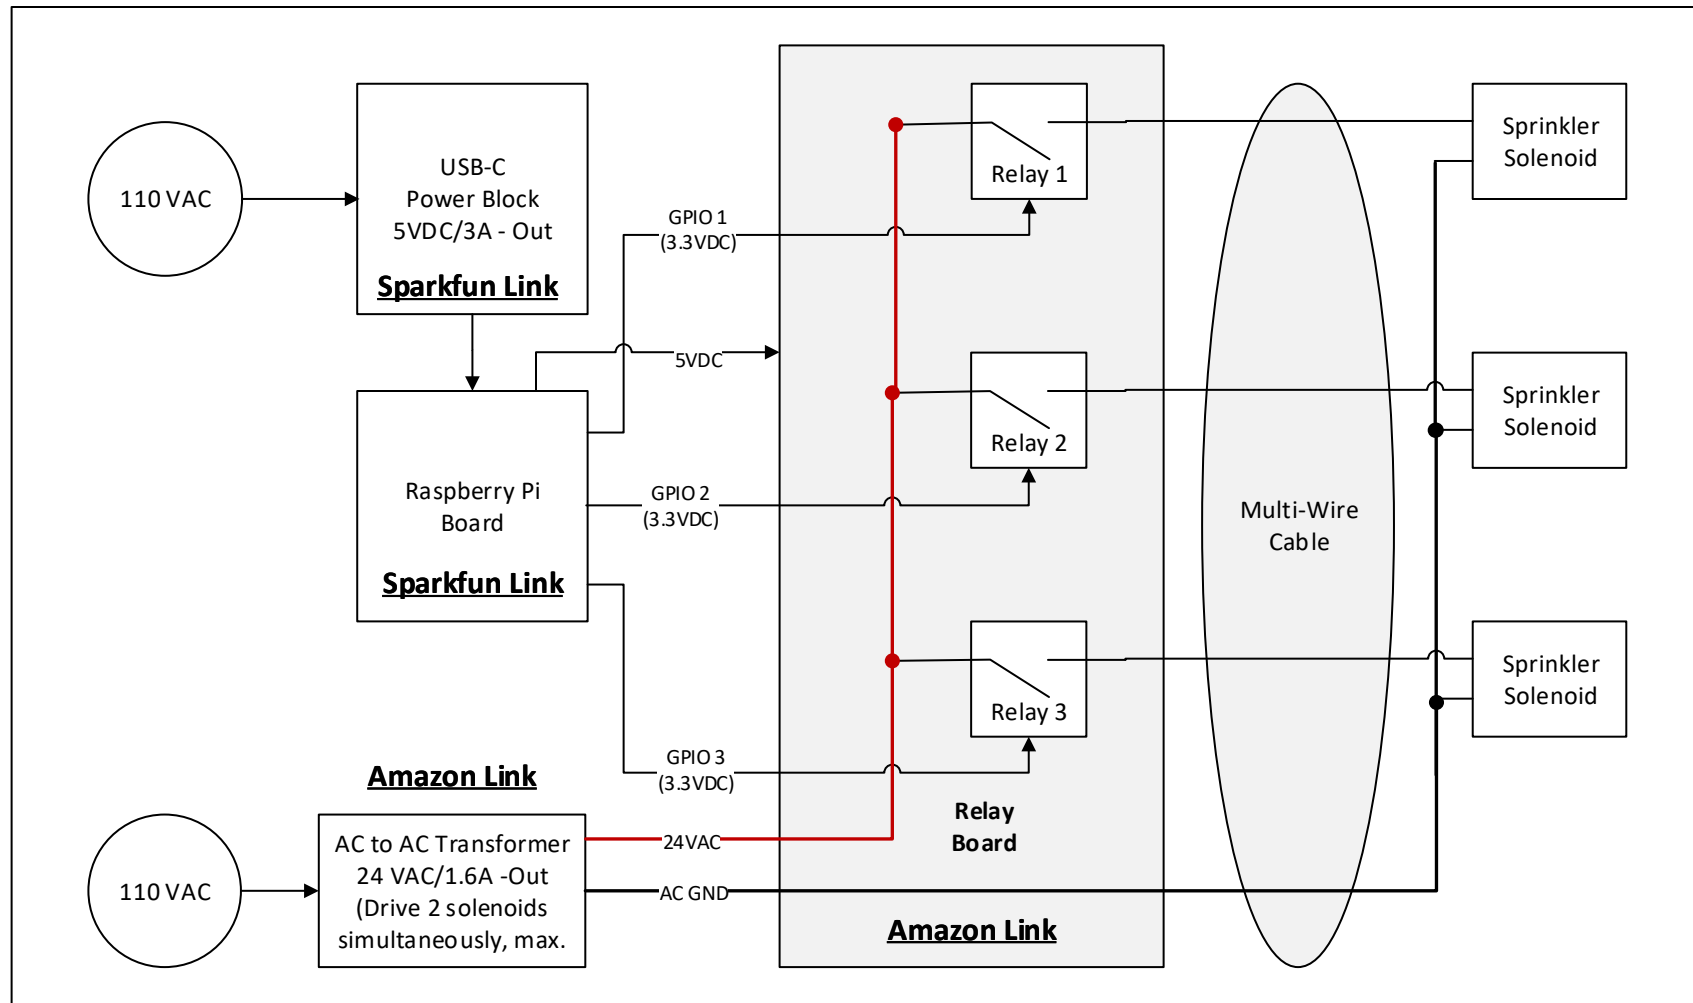 110 VAC
USB-C
Power Block
5VDC/3A - Out
Sparkfun Link
GPIO 1
(3.3VDC)
5VDC
Raspberry Pi
Board
Sparkfun Link
GPIO 2
(3.3VDC)
GPIO 3
(3.3VDC)
Amazon Link
110 VAC
AC to AC Transformer
24 VAC/1.6A -Out
(Drive 2 solenoids
simultaneously, max.
24VAC
AC GND
Relay 1
Relay 2
Relay 3
Relay
Board
Amazon Link
Multi-Wire
Cable
Sprinkler
Solenoid
Sprinkler
Solenoid
Sprinkler
Solenoid